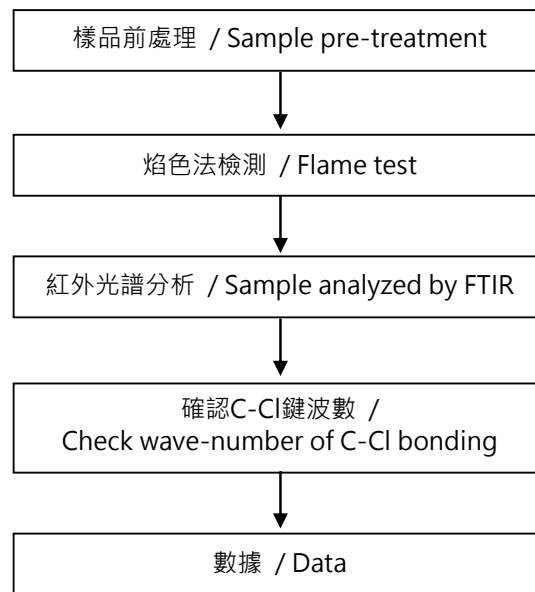 樣品前處理 / Sample pre-treatment
焰色法檢測 / Flame test
紅外光譜分析 / Sample analyzed by FTIR
確認C-Cl鍵波數 /
Check wave-number of C-Cl bonding
數據 / Data